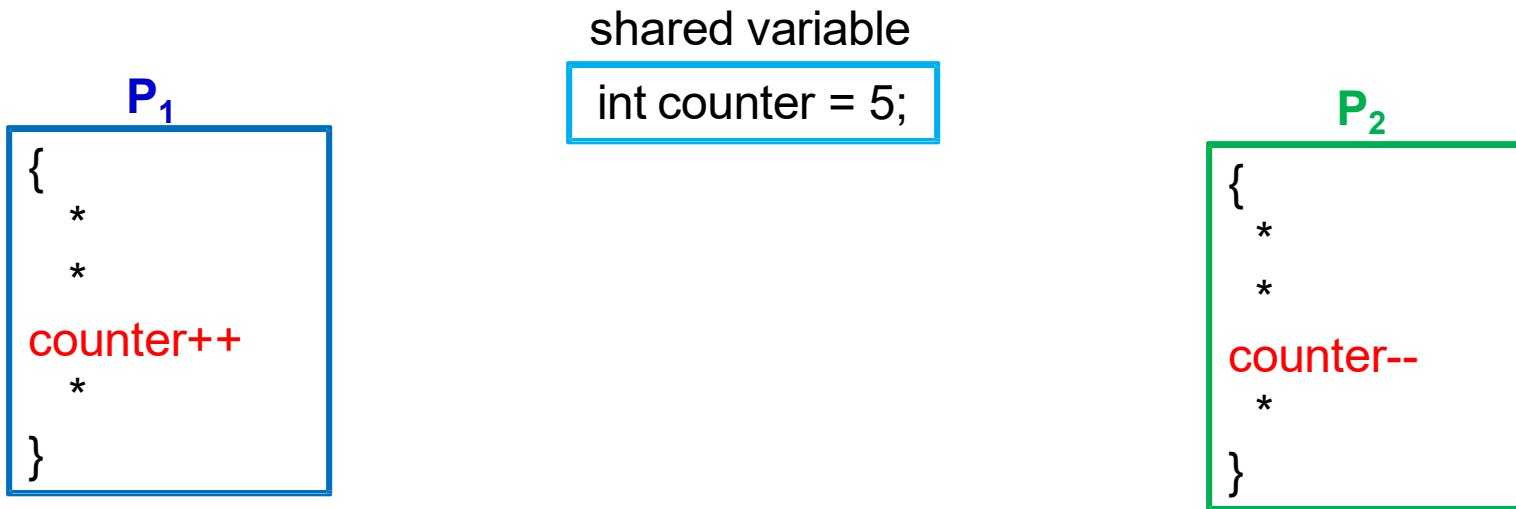 shared variable
int counter = 5;
P₁
{
*
*
counter++
*
}
P₂
{
*
*
counter--
*
}